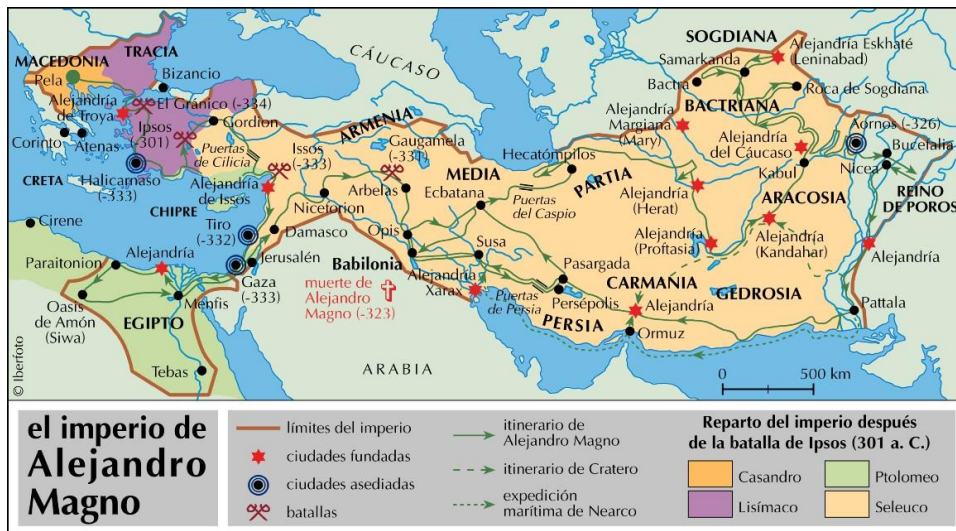 SOGDIANA
Alejandría Eskhaté
(Leninabad)
TRACIA
MACEDONIA
Pela
Bizancio
CÁUCASO
Samarkanda
Bactra
Roca de Sogdiana
BACTRIANA
El Gránico (-334)
Alejandría
de Troya
Ipsos
(-301)
Gordion
ARMENIA
Alejandría
Margiana
(Mary)
Aornos (-326)
Corinto
Atenas
Puertas
de Cilicia
Issos
(-333)
Gaugamela
(-331)
Hecatómpilos
Alejandría
del Cáucaso
Bucefalia
CRETA
Halicarnaso
(-333)
Alejandría
de Issos
Arbelas
MEDIA
Ecbatana
PARTIA
Kabul
Nicea
CHIPRE
Niceforion
Puertas
del Caspio
Alejandría
(Herat)
ARACOSIA
REINO
DE POROS
Cirene
Tiro
(-332)
Damasco
Opis
Susa
Alejandría
(Proftasia)
Alejandría
(Kandahar)
Paraitonion
Alejandría
Jerusalén
Babilonia
Alejandría
Xarax
Pasargada
CARMANIA
Alejandría
GEDROSIA
Alejandría
Oasis
de Amón
(Siwa)
Menfis
Gaza
(-333)
muerte de
Alejandro
Magno (-323)
Puertas
de Persia
Persépolis
PERSIA
Ormuz
Pattala
EGIPTO
Tebas
ARABIA
0
500 km
© Iberfoto
el imperio de
Alejandro
Magno
límites del imperio
ciudades fundadas
ciudades asediadas
batallas
itinerario de
Alejandro Magno
itinerario de Cratero
expedición
marítima de Nearco
Reparto del imperio después
de la batalla de Ipsos (301 a. C.)
Casandro
Ptolomeo
Lisímaco
Seleuco